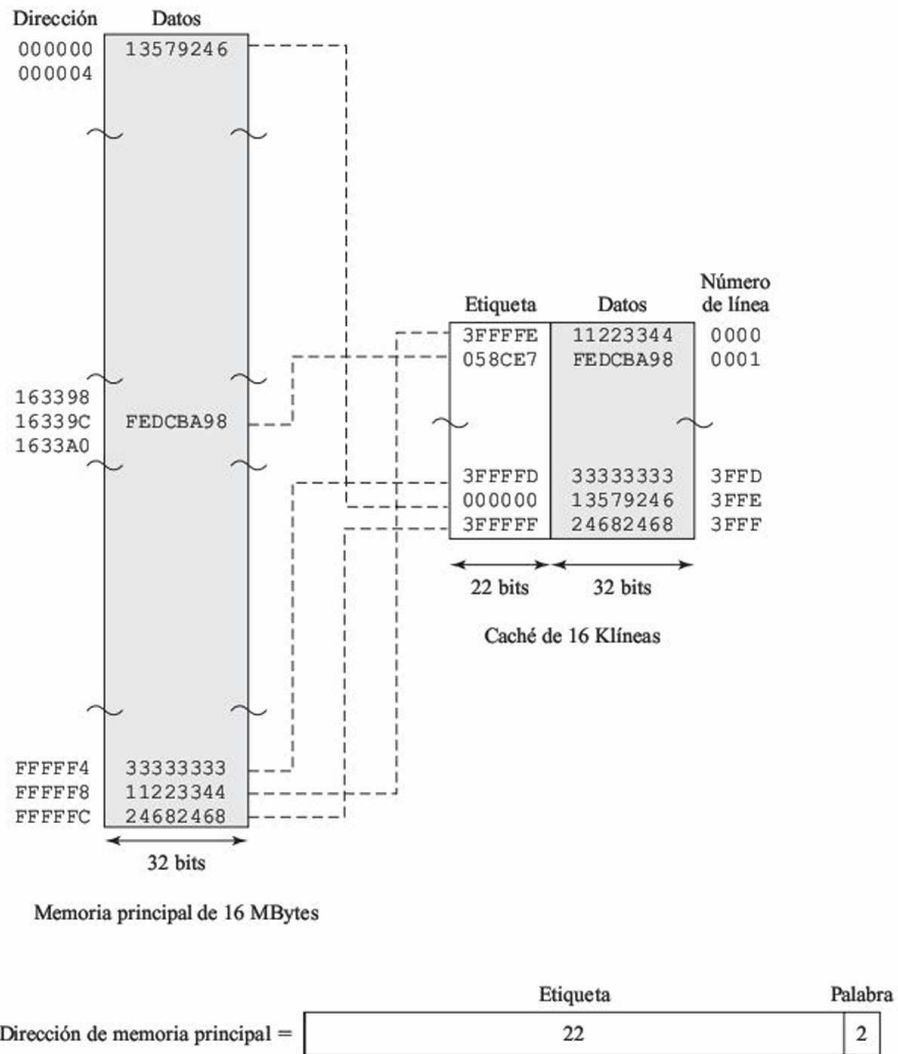 Dirección Datos
000000 13579246
000004
163398
16339C FEDCBA98
1633A0
FFFFF4 33333333
FFFFF8 11223344
FFFFFC 24682468
32 bits
Memoria principal de 16 MBytes
Número
Etiqueta Datos de línea
3FFFFE 11223344 0000
058CE7 FEDCBA98 0001
3FFFFD 33333333 3FFD
000000 13579246 3FFE
3FFFFF 24682468 3FFF
22 bits 32 bits
Caché de 16 Klíneas
Etiqueta Palabra
Dirección de memoria principal = 22 2